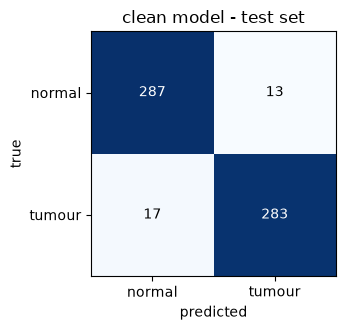 clean model - test set
normal 287 13
true
tumour 17 283
normal tumour
predicted